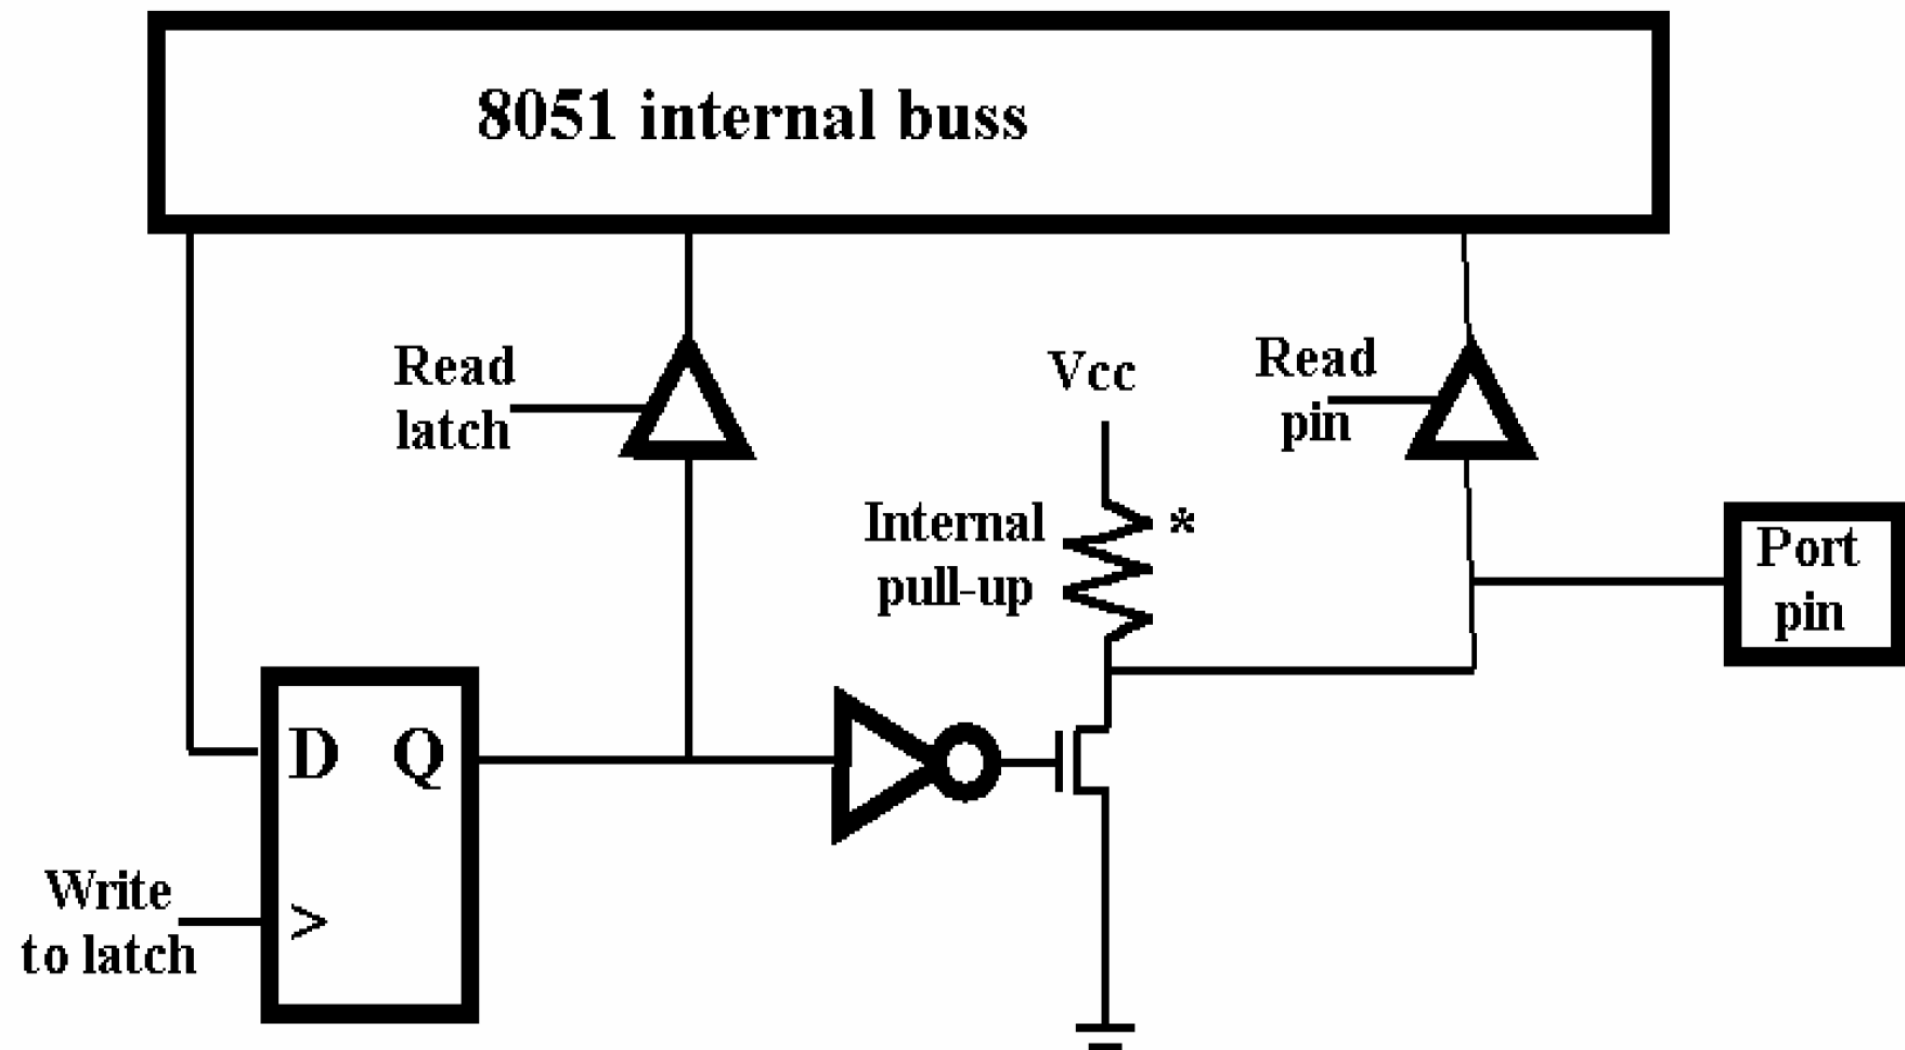 8051 internal buss
Read
latch
Vcc
Read
pin
Internal
pull-up
*
Port
pin
D Q
Write
to latch
>